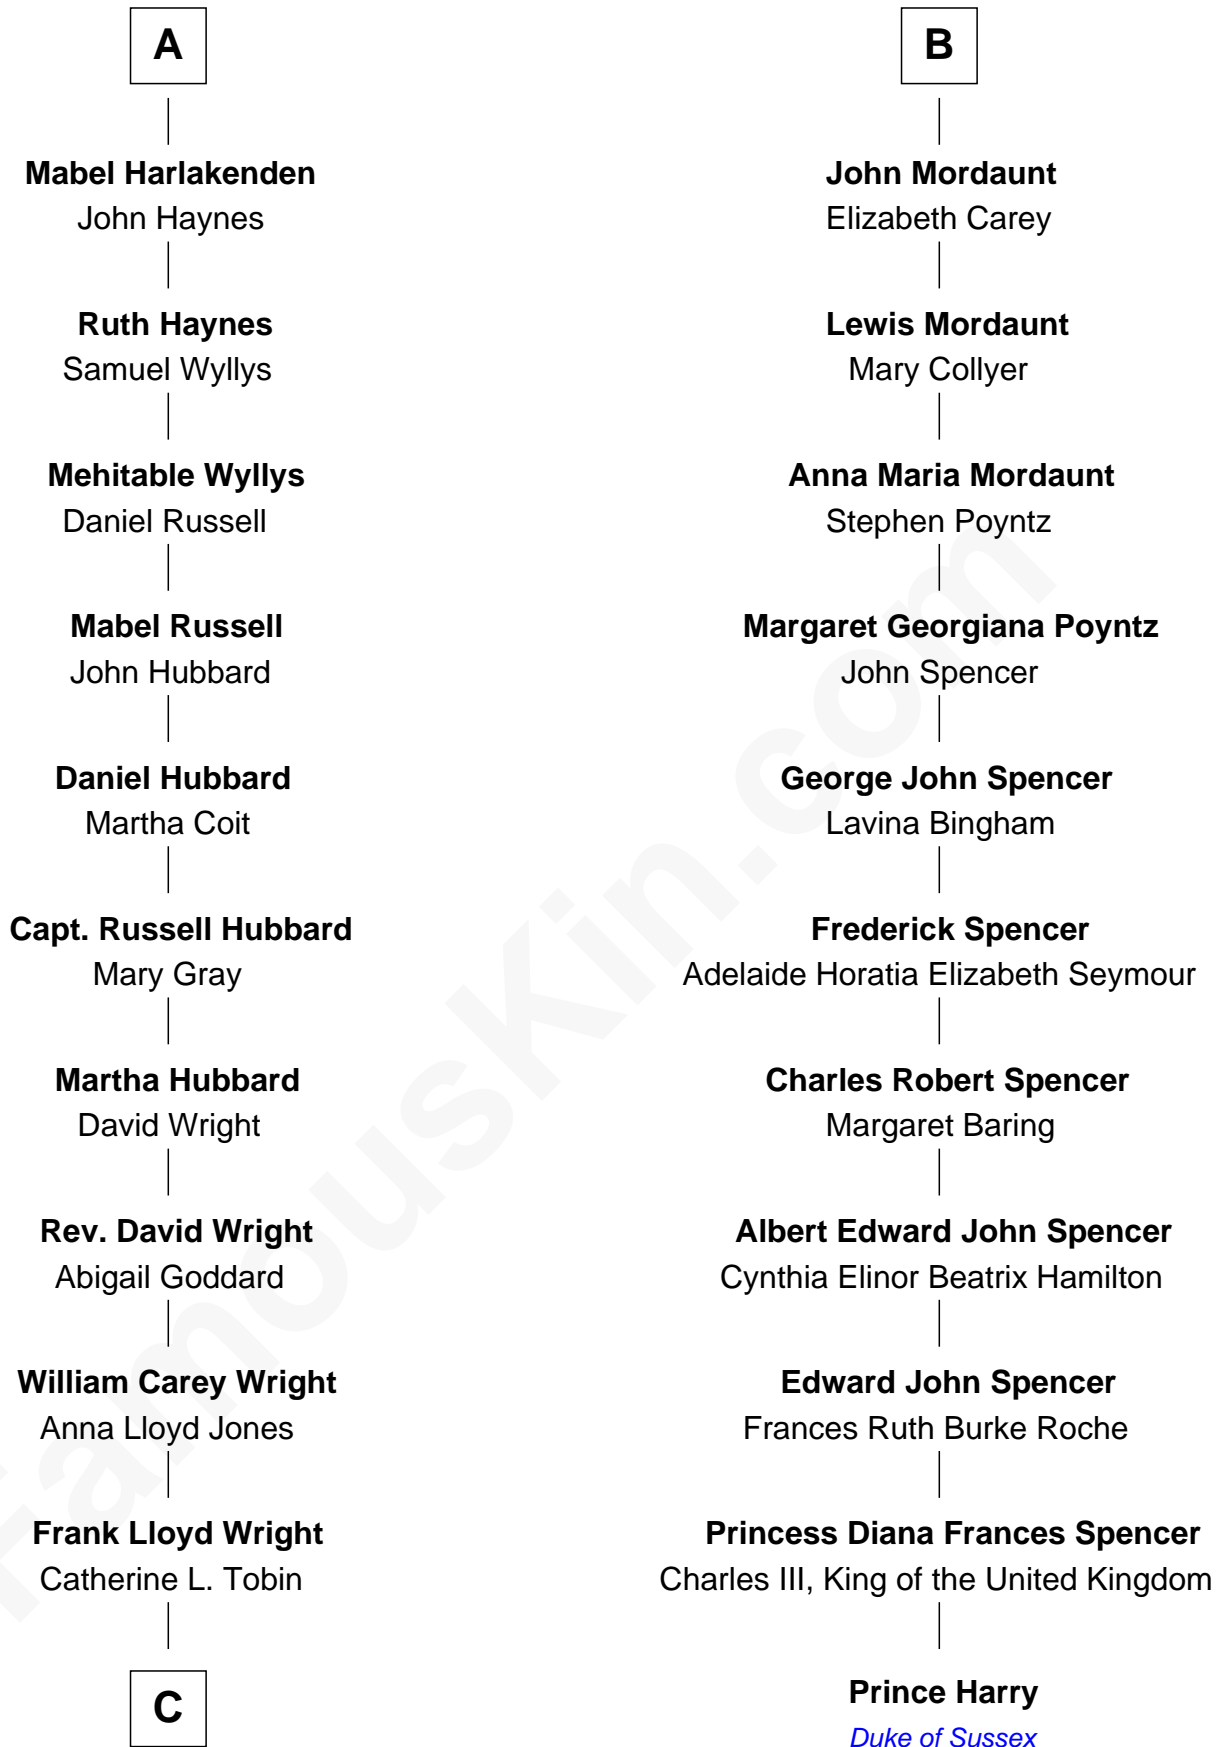 A
Mabel Harlakenden
John Haynes
Ruth Haynes
Samuel Wyllys
Mehitable Wyllys
Daniel Russell
Mabel Russell
John Hubbard
Daniel Hubbard
Martha Coit
Capt. Russell Hubbard
Mary Gray
Martha Hubbard
David Wright
Rev. David Wright
Abigail Goddard
William Carey Wright
Anna Lloyd Jones
Frank Lloyd Wright
Catherine L. Tobin
C
B
John Mordaunt
Elizabeth Carey
Lewis Mordaunt
Mary Collyer
Anna Maria Mordaunt
Stephen Poyntz
Margaret Georgiana Poyntz
John Spencer
George John Spencer
Lavina Bingham
Frederick Spencer
Adelaide Horatia Elizabeth Seymour
Charles Robert Spencer
Margaret Baring
Albert Edward John Spencer
Cynthia Elinor Beatrix Hamilton
Edward John Spencer
Frances Ruth Burke Roche
Princess Diana Frances Spencer
Charles III, King of the United Kingdom
Prince Harry
Duke of Sussex
FamousKin.com